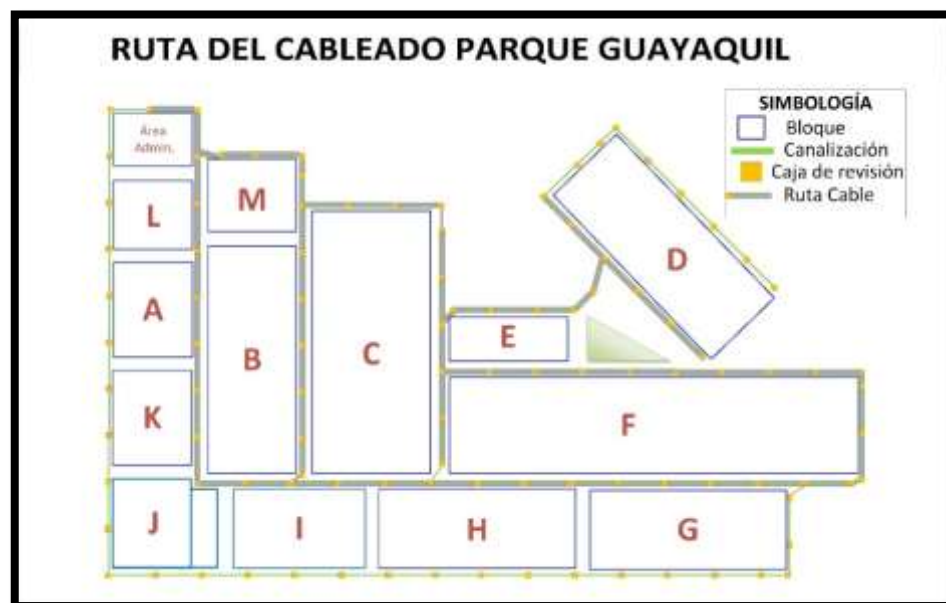 RUTA DEL CABLEADO PARQUE GUAYAQUIL
SIMBOLOGÍA
Bloque
Canalización
Caja de revisión
Ruta Cable
Área
Admin.
L
M
A
B
C
D
E
K
F
J
I
H
G